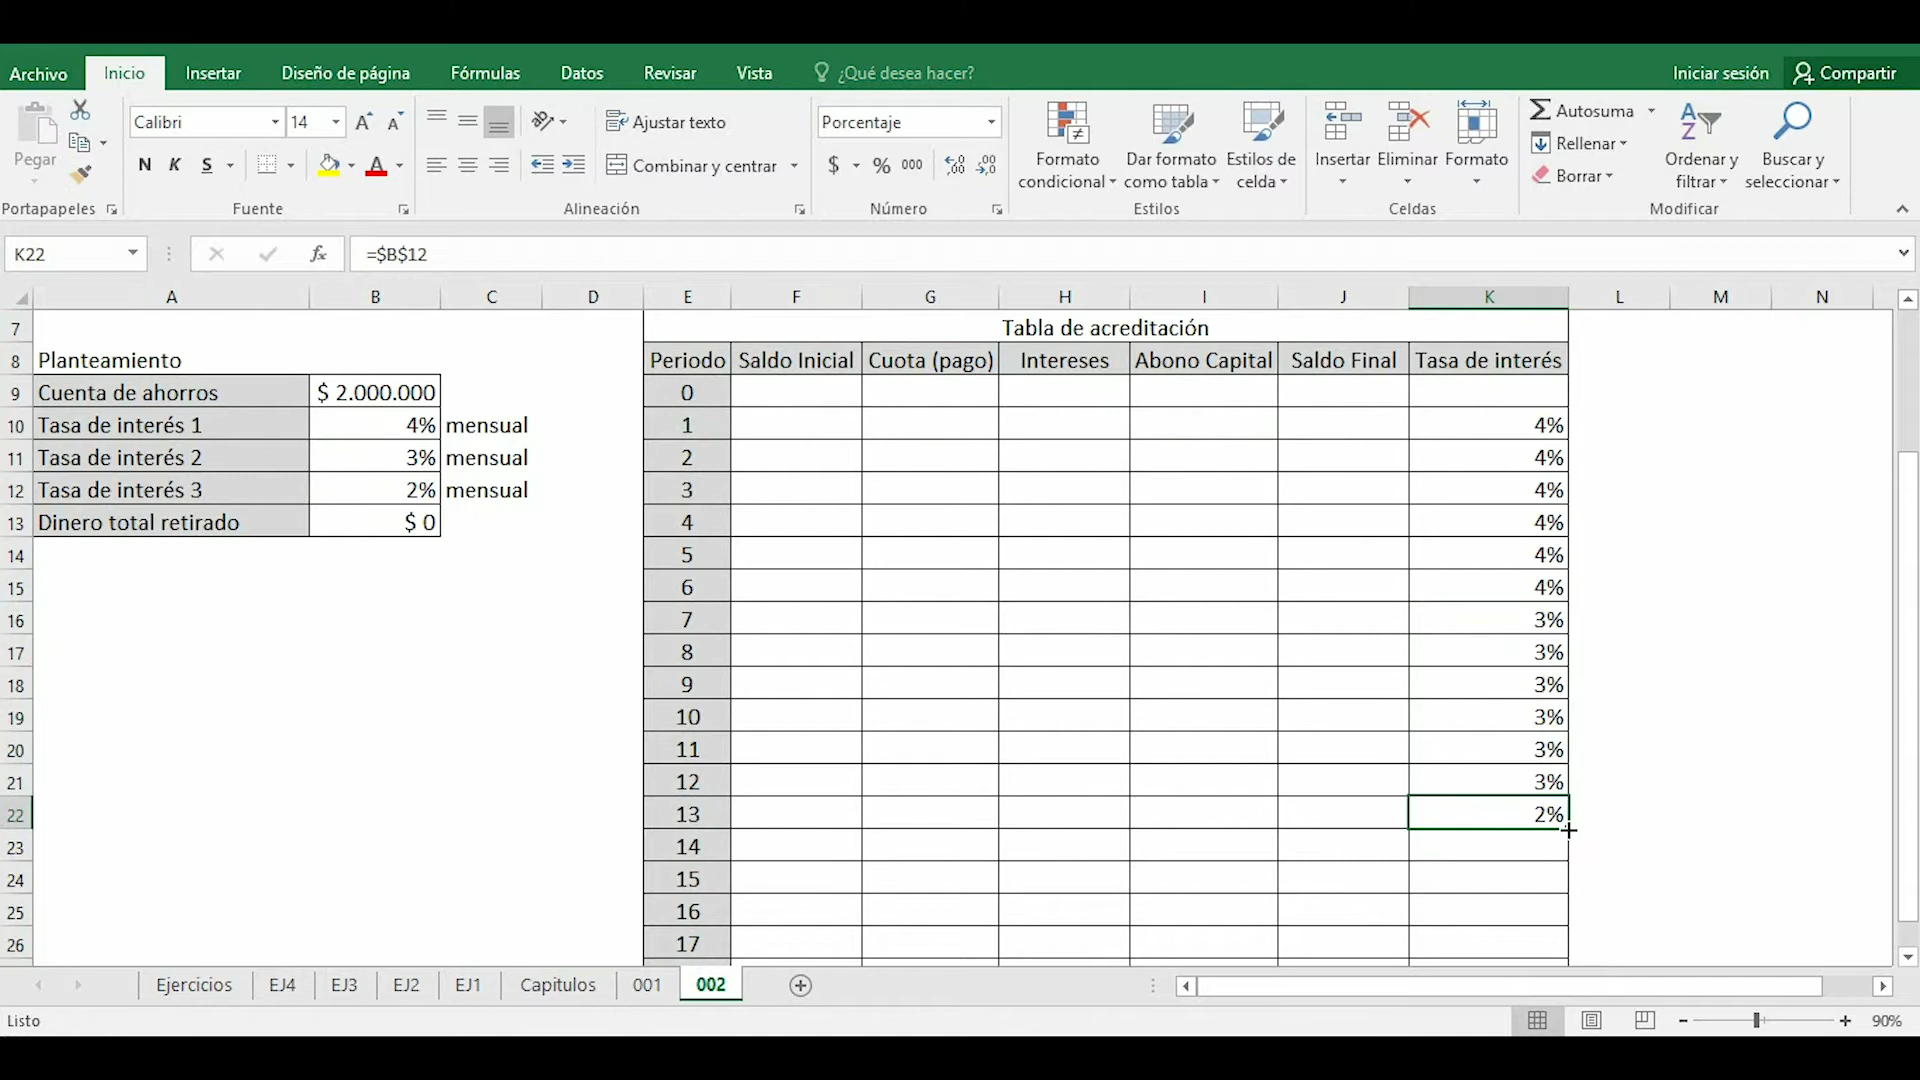 Archivo Inicio Insertar Diseño de página Fórmulas Datos Revisar Vista ¿Qué desea hacer? Iniciar sesión Compartir
Pegar
Calibri 14
N K S
A A
A
Ajustar texto
Combinar y centrar
Porcentaje
$ % 000
Formato condicional
Dar formato como tabla
Estilos de celda
Insertar Eliminar Formato
Autosuma
Rellenar
Borrar
Ordenar y filtrar
Buscar y seleccionar
Portapapeles Fuente Alineación Número Estilos Celdas Modificar
K22 fx =$B$12
A B C D E F G H I J K L M N
7 Tabla de acreditación
8 Planteamiento Periodo Saldo Inicial Cuota (pago) Intereses Abono Capital Saldo Final Tasa de interés
9 Cuenta de ahorros $ 2.000.000 0
10 Tasa de interés 1 4% mensual 1 4%
11 Tasa de interés 2 3% mensual 2 4%
12 Tasa de interés 3 2% mensual 3 4%
13 Dinero total retirado $ 0 4 4%
14 5 4%
15 6 4%
16 7 3%
17 8 3%
18 9 3%
19 10 3%
20 11 3%
21 12 3%
22 13 2%
23 14
24 15
25 16
26 17
Ejercicios EJ4 EJ3 EJ2 EJ1 Capitulos 001 002
Listo 90%